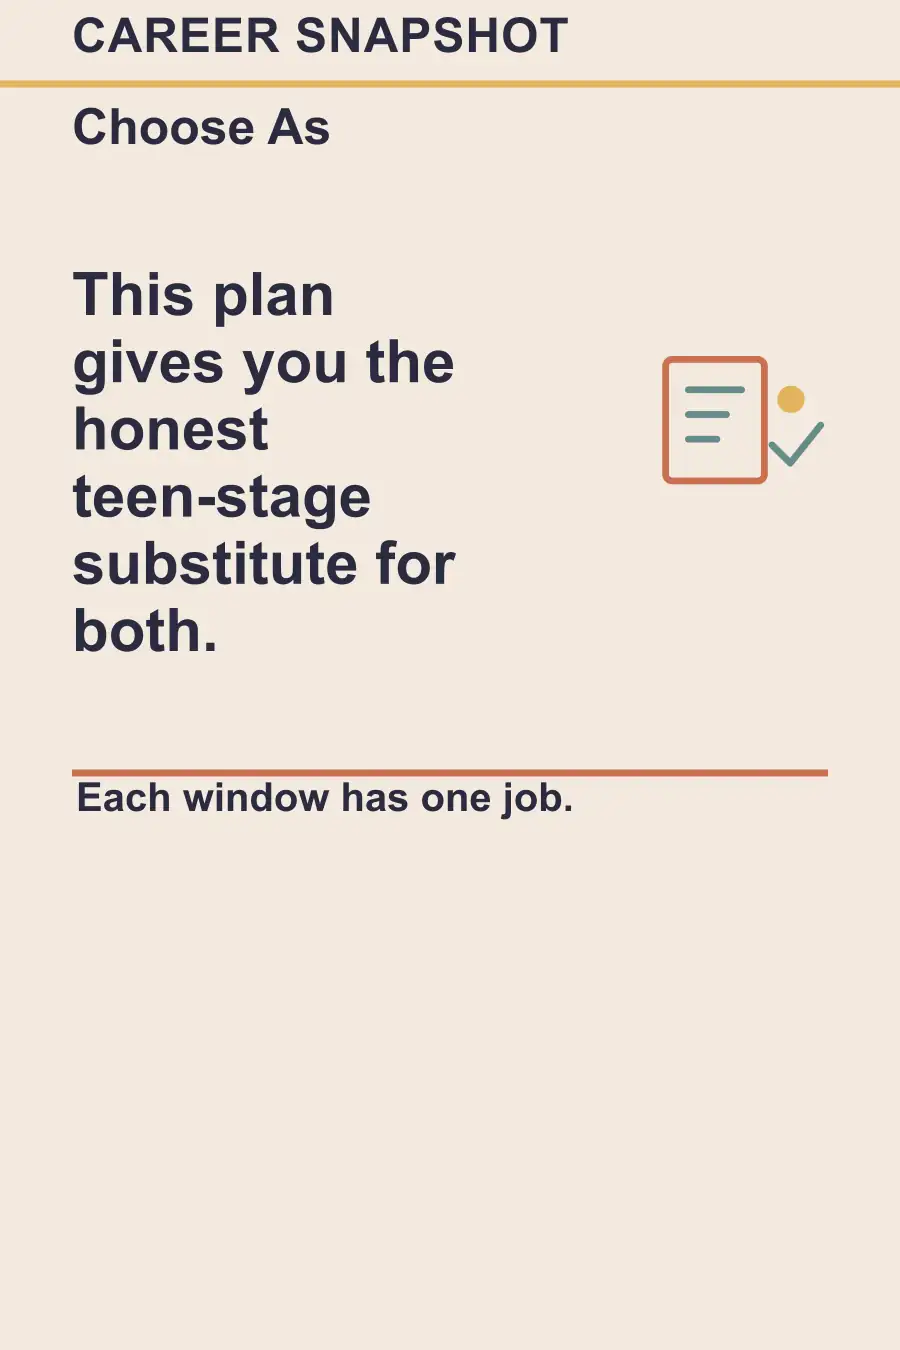 CAREER SNAPSHOT
Choose As
This plan
gives you the
honest
teen-stage
substitute for
both.
Each window has one job.